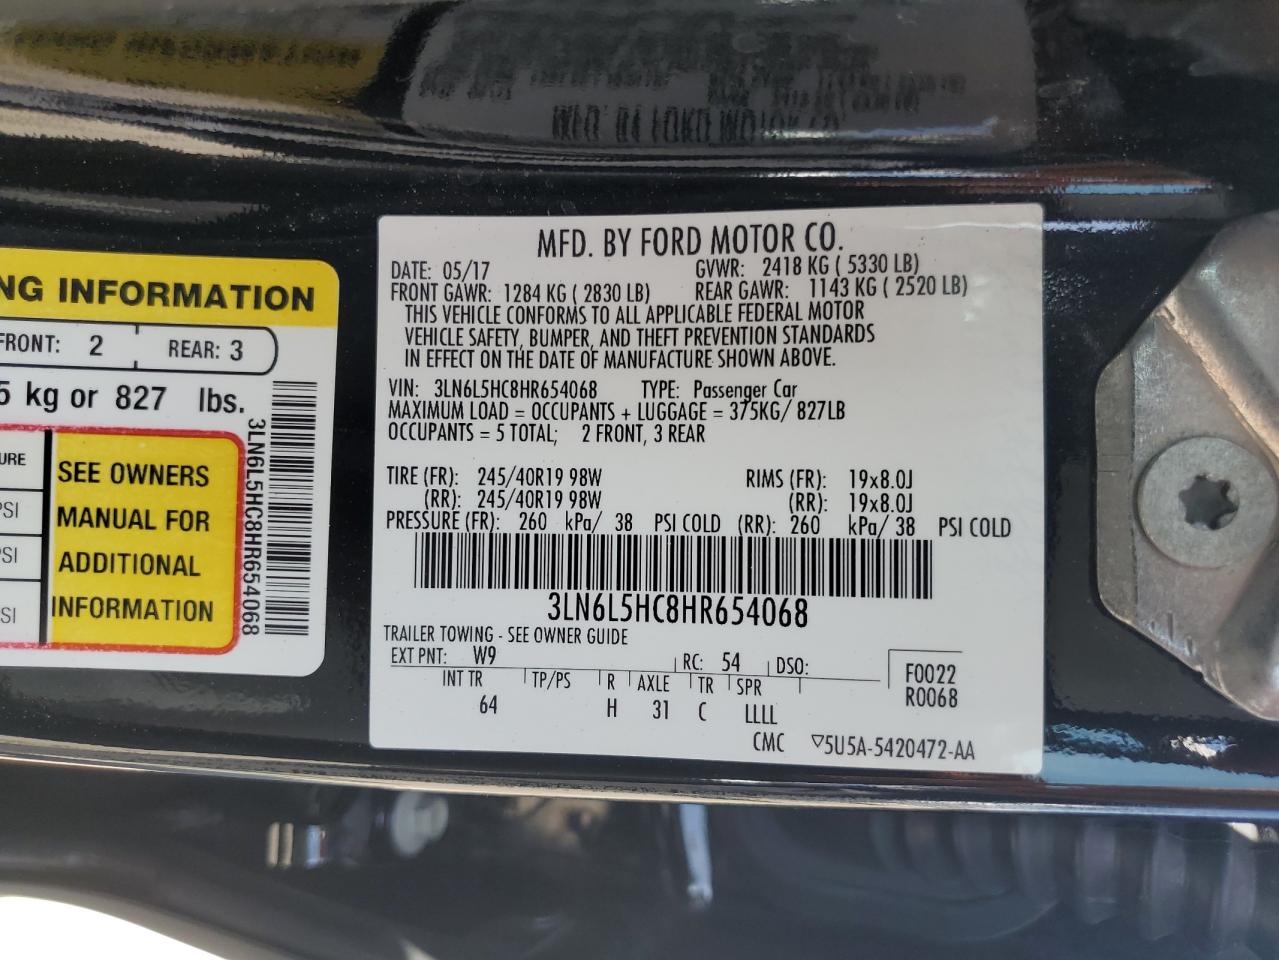 NG INFORMATION
FRONT: 2 REAR: 3
5 kg or 827 lbs.
URE
PSI
PSI
PSI
SEE OWNERS
MANUAL FOR
ADDITIONAL
INFORMATION
3LN6L5HC8HR654068
MFD. BY FORD MOTOR CO.
DATE: 05/17 GVWR: 2418 KG ( 5330 LB)
FRONT GAWR: 1284 KG ( 2830 LB) REAR GAWR: 1143 KG ( 2520 LB)
THIS VEHICLE CONFORMS TO ALL APPLICABLE FEDERAL MOTOR
VEHICLE SAFETY, BUMPER, AND THEFT PREVENTION STANDARDS
IN EFFECT ON THE DATE OF MANUFACTURE SHOWN ABOVE.
VIN: 3LN6L5HC8HR654068 TYPE: Passenger Car
MAXIMUM LOAD = OCCUPANTS + LUGGAGE = 375KG/ 827LB
OCCUPANTS = 5 TOTAL; 2 FRONT, 3 REAR
TIRE (FR): 245/40R19 98W RIMS (FR): 19x8.0J
(RR): 245/40R19 98W (RR): 19x8.0J
PRESSURE (FR): 260 kPa/ 38 PSI COLD (RR): 260 kPa/ 38 PSI COLD
3LN6L5HC8HR654068
TRAILER TOWING - SEE OWNER GUIDE
EXT PNT: W9 RC: 54 DSO: F0022
INT TR TP/PS R AXLE TR SPR R0068
64 H 31 C LLLL
CMC ▽5U5A-5420472-AA